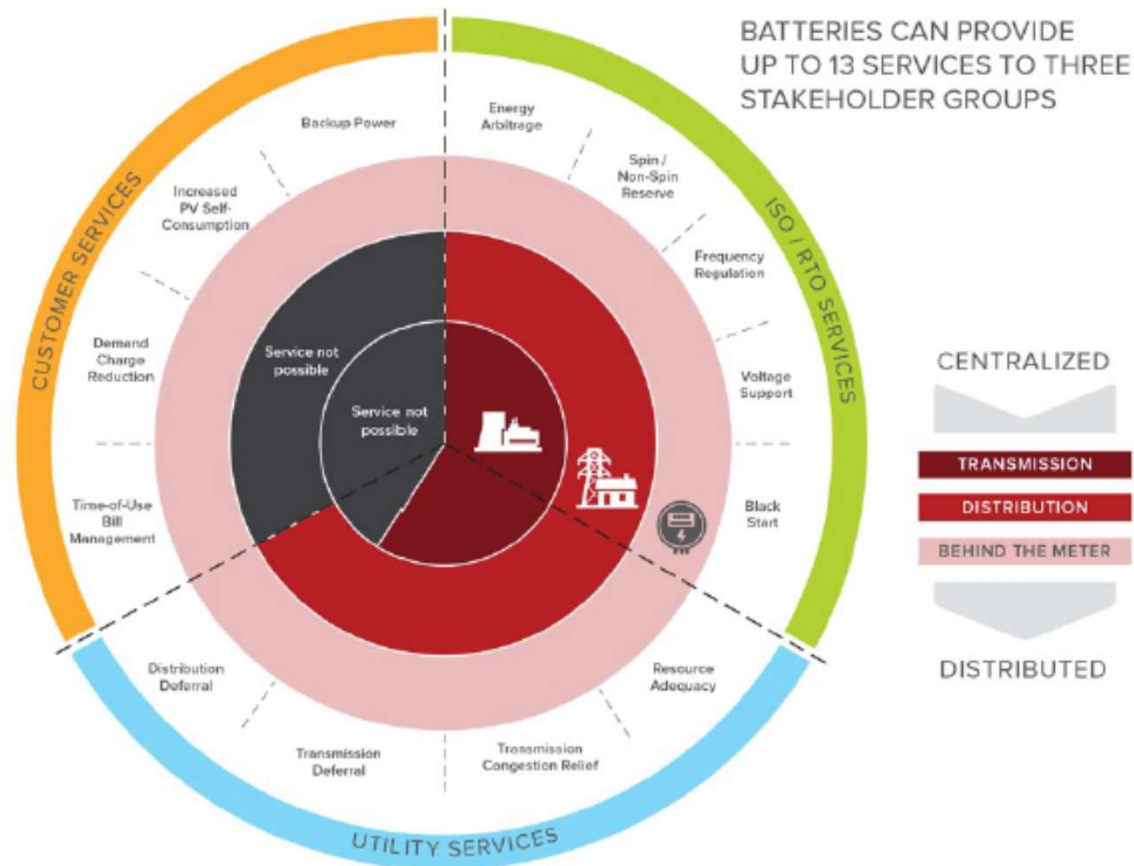 BATTERIES CAN PROVIDE
UP TO 13 SERVICES TO THREE
STAKEHOLDER GROUPS
CUSTOMER SERVICES
Backup Power
Increased
PV Self-
Consumption
Demand
Charge
Reduction
Time-of-Use
Bill
Management
ISO / RTO SERVICES
Energy
Arbitrage
Spin /
Non-Spin
Reserve
Frequency
Regulation
Voltage
Support
Black
Start
Service not
possible
Service not
possible
UTILITY SERVICES
Distribution
Deferral
Transmission
Deferral
Transmission
Congestion Relief
Resource
Adequacy
CENTRALIZED
TRANSMISSION
DISTRIBUTION
BEHIND THE METER
DISTRIBUTED